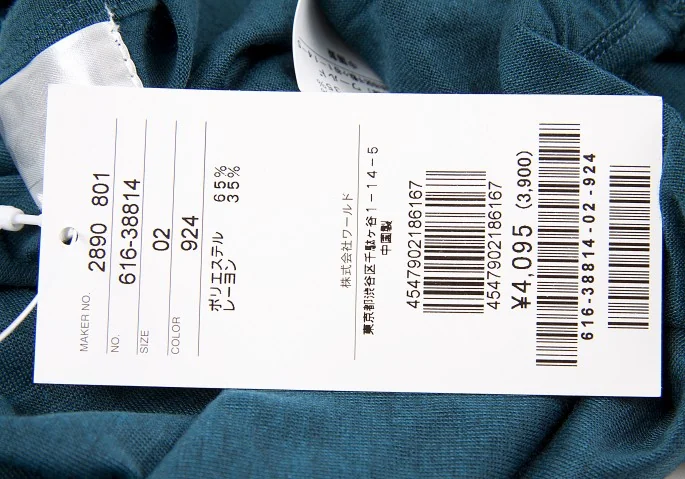 MAKER NO. 2890 801
NO. 616-38814
SIZE 02
COLOR 924
ポリエステル 65%
レーヨン 35%
株式会社ワールド
東京都渋谷区千駄ヶ谷1-14-5
中国製
4547902186167
4547902186167
¥4,095 (3,900)
616-38814-02-924